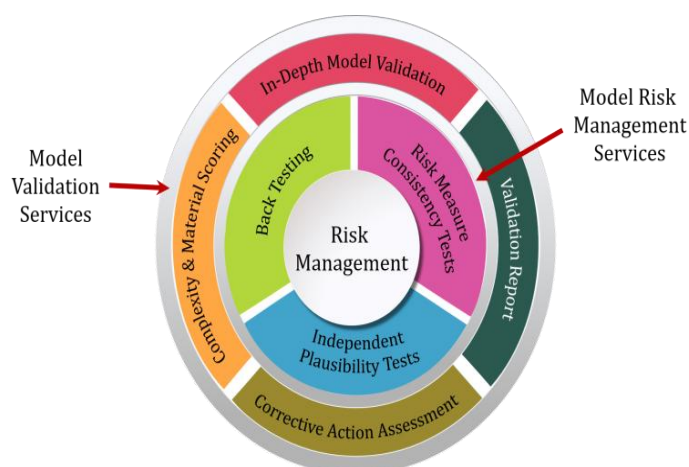 In-Depth Model Validation
Model Risk
Management
Services
Model
Validation
Services
Complexity & Material Scoring
Back Testing
Risk Measure
Consistency Tests
Validation Report
Risk
Management
Independent
Plausibility Tests
Corrective Action Assessment